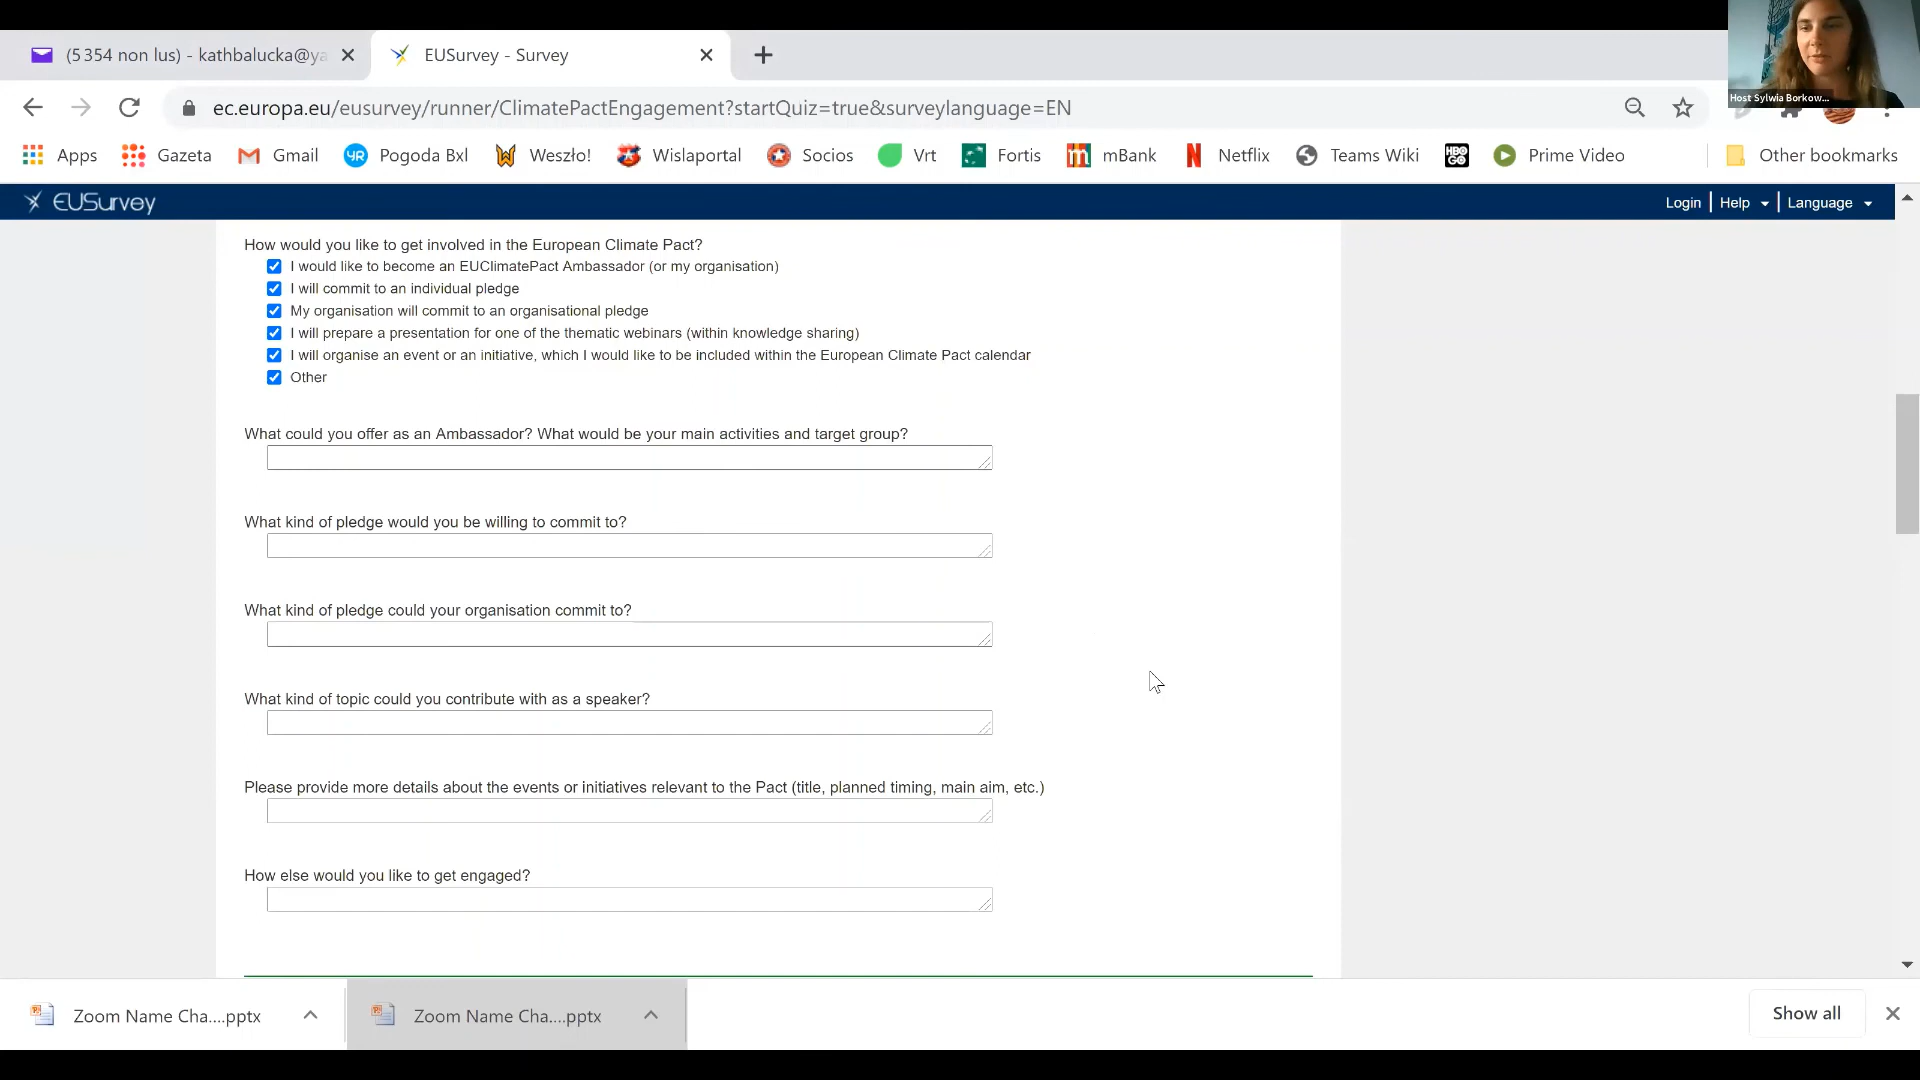 (5 354 non lus) - kathbalucka@ya
EUSurvey - Survey
Host Sylwia Borkow...
ec.europa.eu/eusurvey/runner/ClimatePactEngagement?startQuiz=true&surveylanguage=EN
Apps Gazeta Gmail YR Pogoda Bxl Weszło! Wislaportal Socios Vrt Fortis mBank Netflix Teams Wiki HBO GO Prime Video Other bookmarks
EUSurvey Login Help Language
How would you like to get involved in the European Climate Pact?
I would like to become an EUClimatePact Ambassador (or my organisation)
I will commit to an individual pledge
My organisation will commit to an organisational pledge
I will prepare a presentation for one of the thematic webinars (within knowledge sharing)
I will organise an event or an initiative, which I would like to be included within the European Climate Pact calendar
Other
What could you offer as an Ambassador? What would be your main activities and target group?
What kind of pledge would you be willing to commit to?
What kind of pledge could your organisation commit to?
What kind of topic could you contribute with as a speaker?
Please provide more details about the events or initiatives relevant to the Pact (title, planned timing, main aim, etc.)
How else would you like to get engaged?
Zoom Name Cha....pptx Zoom Name Cha....pptx Show all